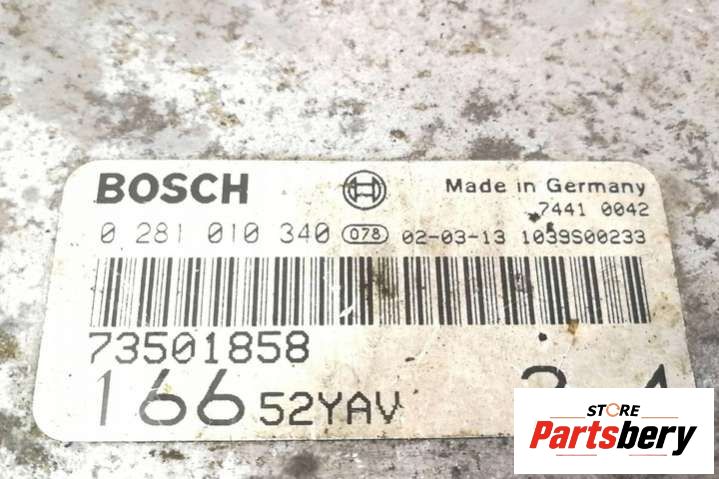 BOSCH Made in Germany
7441 0042
0 281 010 340 078 02-03-13 1039S00233
73501858
166 52YAV
STORE
Partsbery